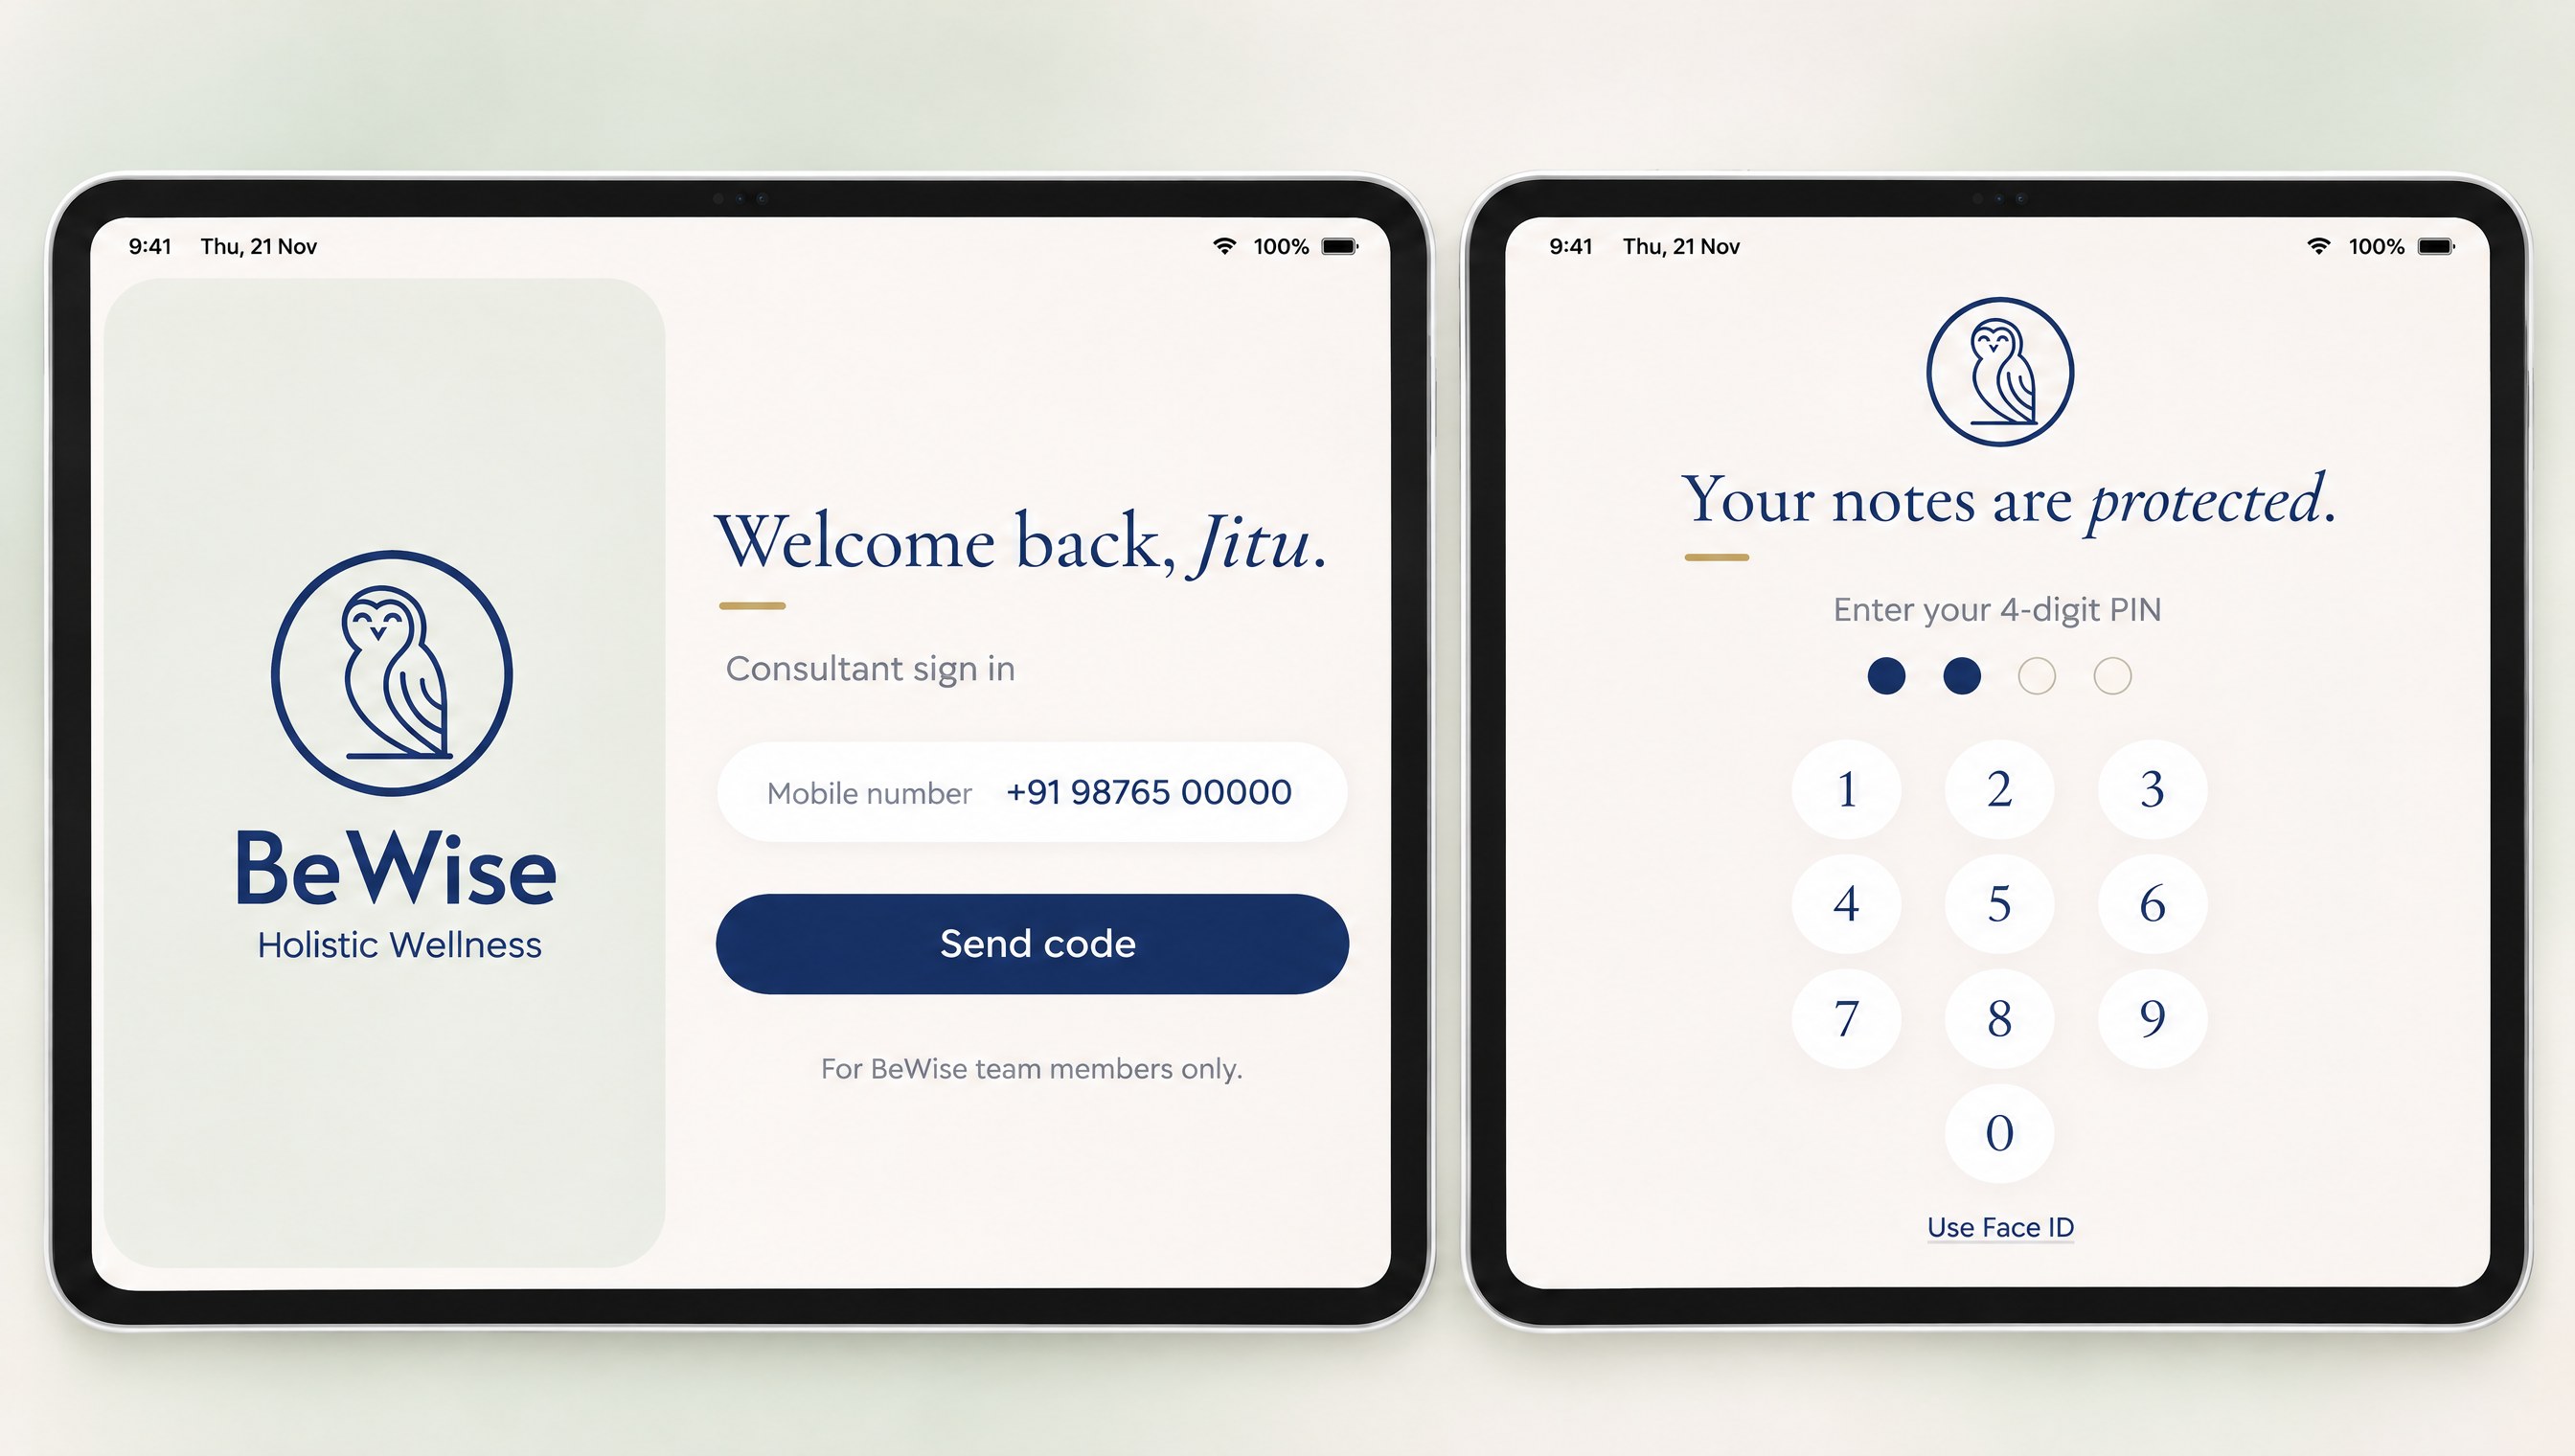 9:41 Thu, 21 Nov 100%
BeWise
Holistic Wellness
Welcome back, Jitu.
Consultant sign in
Mobile number +91 98765 00000
Send code
For BeWise team members only.
9:41 Thu, 21 Nov 100%
Your notes are protected.
Enter your 4-digit PIN
1 2 3
4 5 6
7 8 9
0
Use Face ID